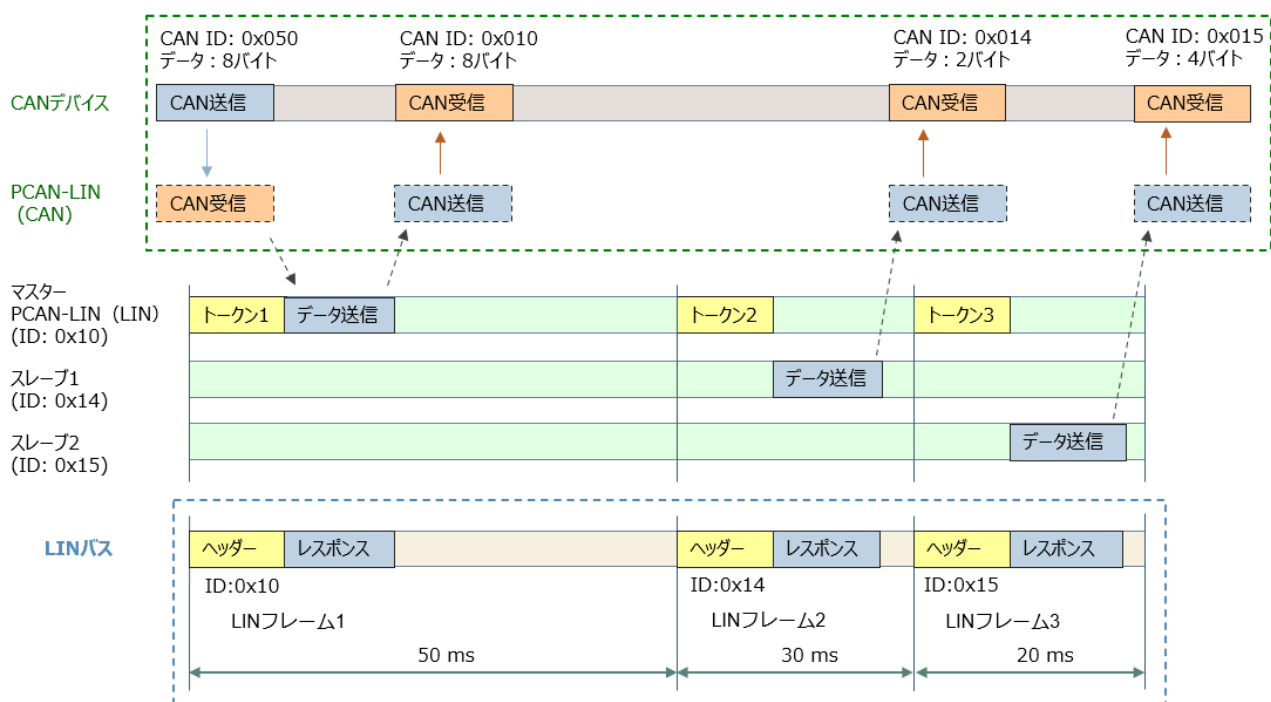 CAN ID: 0x050
データ：8バイト
CAN ID: 0x010
データ：8バイト
CAN ID: 0x014
データ：2バイト
CAN ID: 0x015
データ：4バイト
CANデバイス
CAN送信
CAN受信
CAN受信
CAN受信
PCAN-LIN
（CAN）
CAN受信
CAN送信
CAN送信
CAN送信
マスター
PCAN-LIN（LIN）
(ID: 0x10)
トークン1
データ送信
トークン2
トークン3
スレーブ1
(ID: 0x14)
データ送信
スレーブ2
(ID: 0x15)
データ送信
LINバス
ヘッダー
レスポンス
ヘッダー
レスポンス
ヘッダー
レスポンス
ID:0x10
ID:0x14
ID:0x15
LINフレーム1
LINフレーム2
LINフレーム3
50 ms
30 ms
20 ms